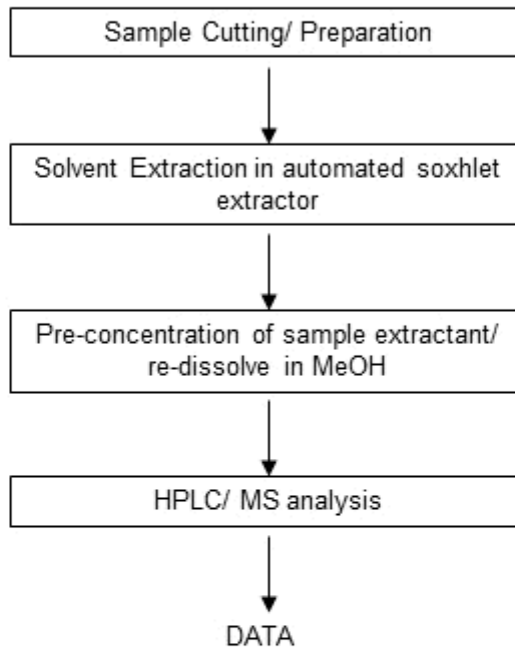 Sample Cutting/ Preparation
Solvent Extraction in automated soxhlet
extractor
Pre-concentration of sample extractant/
re-dissolve in MeOH
HPLC/ MS analysis
DATA